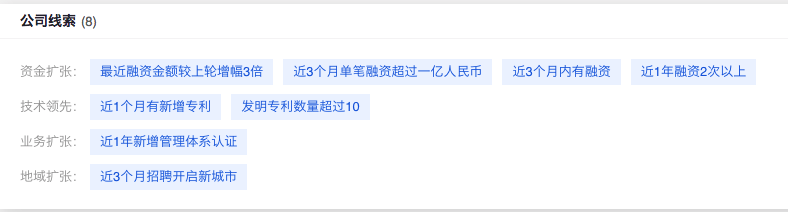 公司线索 (8)
资金扩张： 最近融资金额较上轮增幅3倍 近3个月单笔融资超过一亿人民币 近3个月内有融资 近1年融资2次以上
技术领先： 近1个月有新增专利 发明专利数量超过10
业务扩张： 近1年新增管理体系认证
地域扩张： 近3个月招聘开启新城市